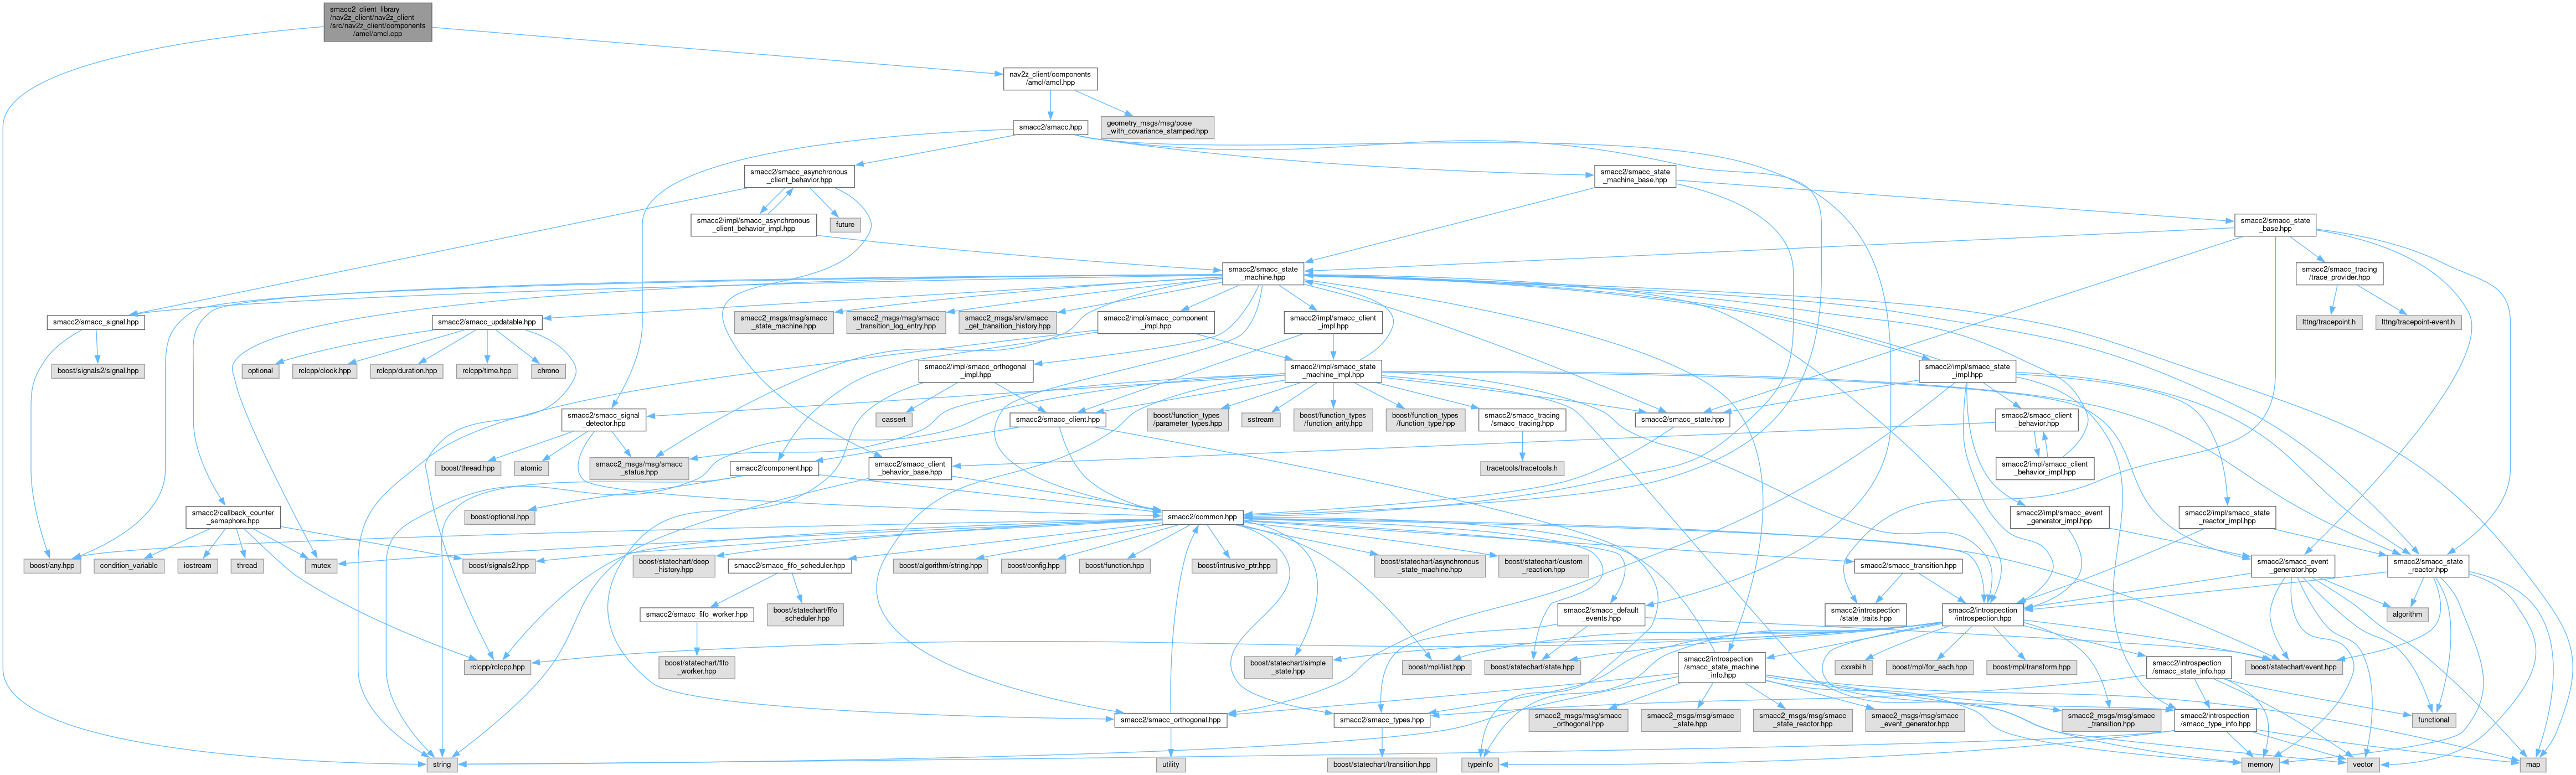 smacc2_client_library
/nav2z_client/nav2z_client
/src/nav2z_client/components
/amcl/amcl.cpp
nav2z_client/components
/amcl/amcl.hpp
smacc2/smacc.hpp
geometry_msgs/msg/pose
_with_covariance_stamped.hpp
smacc2/smacc_asynchronous
_client_behavior.hpp
smacc2/smacc_state
_machine_base.hpp
smacc2/impl/smacc_asynchronous
_client_behavior_impl.hpp
future
smacc2/smacc_state
_base.hpp
smacc2/smacc_state
_machine.hpp
smacc2/smacc_tracing
/trace_provider.hpp
smacc2/smacc_signal.hpp
smacc2/smacc_updatable.hpp
smacc2_msgs/msg/smacc
_state_machine.hpp
smacc2_msgs/msg/smacc
_transition_log_entry.hpp
smacc2_msgs/srv/smacc
_get_transition_history.hpp
smacc2/impl/smacc_component
_impl.hpp
smacc2/impl/smacc_client
_impl.hpp
lttng/tracepoint.h
lttng/tracepoint-event.h
boost/signals2/signal.hpp
optional
rclcpp/clock.hpp
rclcpp/duration.hpp
rclcpp/time.hpp
chrono
smacc2/impl/smacc_orthogonal
_impl.hpp
smacc2/impl/smacc_state
_machine_impl.hpp
smacc2/impl/smacc_state
_impl.hpp
smacc2/smacc_signal
_detector.hpp
cassert
smacc2/smacc_client.hpp
boost/function_types
/parameter_types.hpp
sstream
boost/function_types
/function_arity.hpp
boost/function_types
/function_type.hpp
smacc2/smacc_tracing
/smacc_tracing.hpp
smacc2/smacc_state.hpp
smacc2/smacc_client
_behavior.hpp
boost/thread.hpp
atomic
smacc2_msgs/msg/smacc
_status.hpp
smacc2/component.hpp
smacc2/smacc_client
_behavior_base.hpp
tracetools/tracetools.h
smacc2/impl/smacc_client
_behavior_impl.hpp
smacc2/callback_counter
_semaphore.hpp
boost/optional.hpp
smacc2/common.hpp
smacc2/impl/smacc_event
_generator_impl.hpp
smacc2/impl/smacc_state
_reactor_impl.hpp
boost/any.hpp
condition_variable
iostream
thread
mutex
boost/signals2.hpp
boost/statechart/deep
_history.hpp
smacc2/smacc_fifo_scheduler.hpp
boost/algorithm/string.hpp
boost/config.hpp
boost/function.hpp
boost/intrusive_ptr.hpp
boost/statechart/asynchronous
_state_machine.hpp
boost/statechart/custom
_reaction.hpp
smacc2/smacc_transition.hpp
smacc2/smacc_event
_generator.hpp
smacc2/smacc_state
_reactor.hpp
smacc2/smacc_fifo_worker.hpp
boost/statechart/fifo
_scheduler.hpp
smacc2/smacc_default
_events.hpp
smacc2/introspection
/state_traits.hpp
smacc2/introspection
/introspection.hpp
algorithm
rclcpp/rclcpp.hpp
boost/statechart/fifo
_worker.hpp
boost/statechart/simple
_state.hpp
boost/mpl/list.hpp
boost/statechart/state.hpp
smacc2/introspection
/smacc_state_machine
_info.hpp
cxxabi.h
boost/mpl/for_each.hpp
boost/mpl/transform.hpp
smacc2/introspection
/smacc_state_info.hpp
boost/statechart/event.hpp
smacc2/smacc_orthogonal.hpp
smacc2/smacc_types.hpp
smacc2_msgs/msg/smacc
_orthogonal.hpp
smacc2_msgs/msg/smacc
_state.hpp
smacc2_msgs/msg/smacc
_state_reactor.hpp
smacc2_msgs/msg/smacc
_event_generator.hpp
smacc2_msgs/msg/smacc
_transition.hpp
smacc2/introspection
/smacc_type_info.hpp
functional
string
utility
boost/statechart/transition.hpp
typeinfo
memory
vector
map